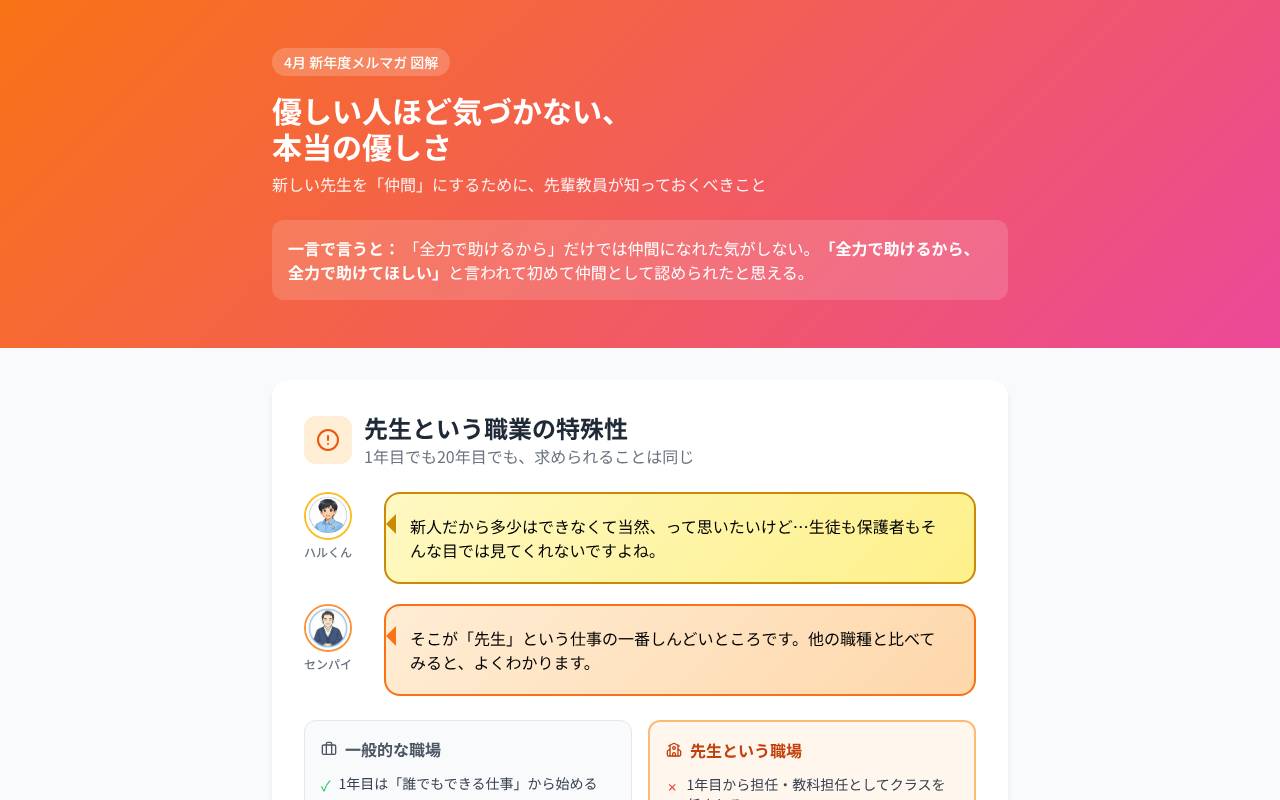 4月 新年度メルマガ 図解
優しい人ほど気づかない、
本当の優しさ
新しい先生を「仲間」にするために、先輩教員が知っておくべきこと
一言で言うと： 「全力で助けるから」だけでは仲間になれた気がしない。「全力で助けるから、
全力で助けてほしい」と言われて初めて仲間として認められたと思える。
先生という職業の特殊性
1年目でも20年目でも、求められることは同じ
新人だから多少はできなくて当然、って思いたいけど…生徒も保護者もそ
んな目では見てくれないですよね。
ハルくん
そこが「先生」という仕事の一番しんどいところです。他の職種と比べて
みると、よくわかります。
センパイ
一般的な職場
✓ 1年目は「誰でもできる仕事」から始める
先生という職場
× 1年目から担任・教科担任としてクラスを